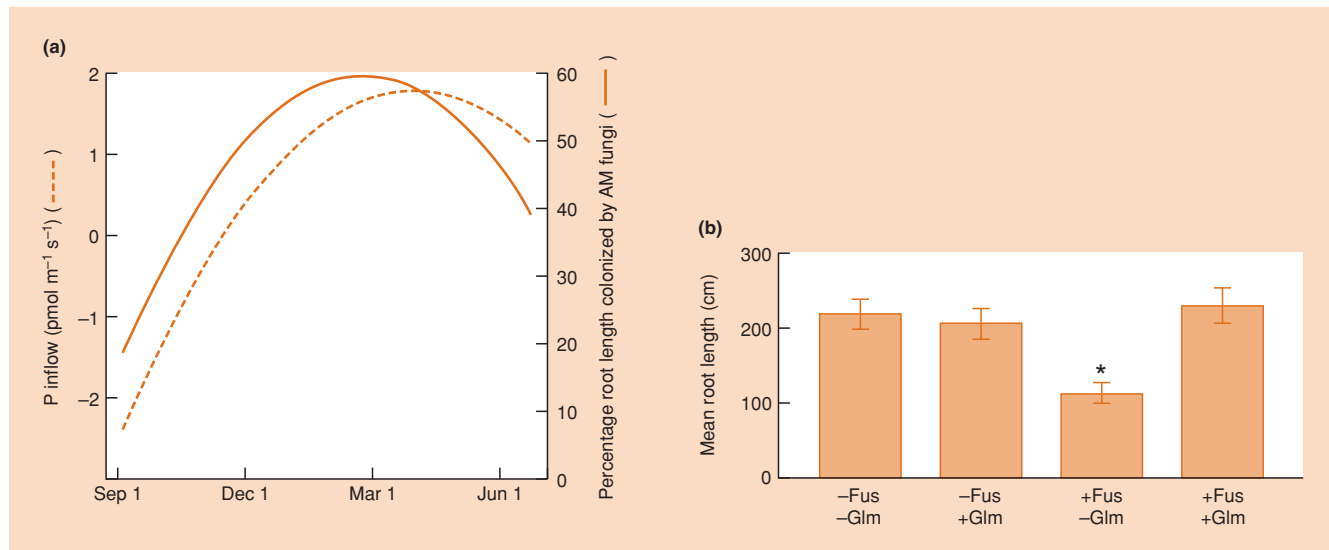 (a)
P inflow (pmol m⁻¹ s⁻¹) ( )
2
1
0
–1
–2
Sep 1 Dec 1 Mar 1 Jun 1
60
50
40
30
20
10
0
Percentage root length colonized by AM fungi ( )
(b)
Mean root length (cm)
300
200
100
0
*
–Fus –Fus +Fus +Fus
–Glm +Glm –Glm +Glm